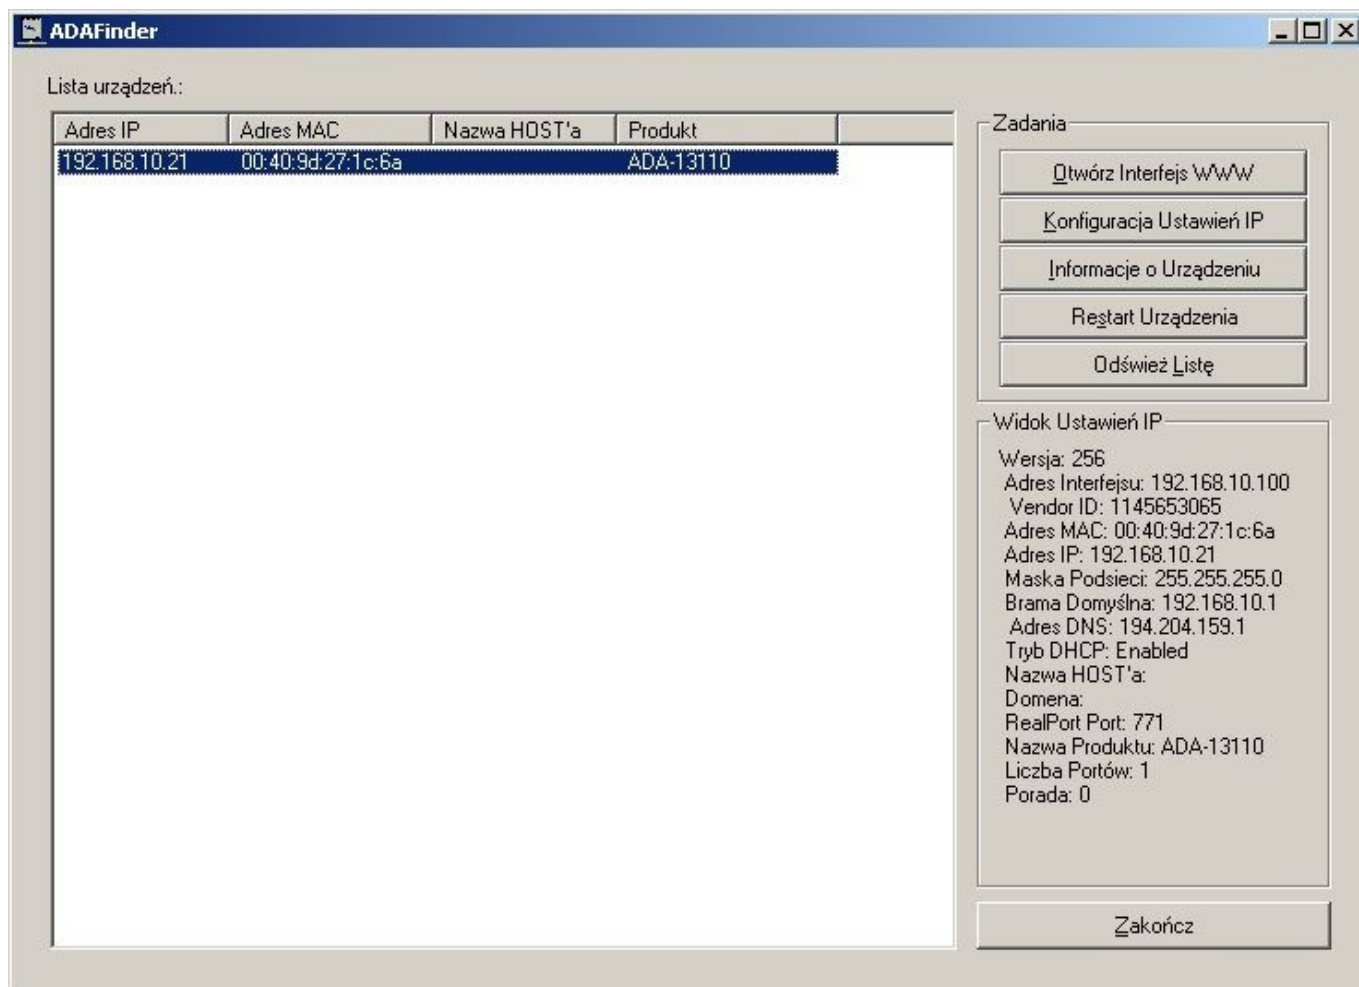 ADAFinder
Lista urządzeń.:
Adres IP Adres MAC Nazwa HOST'a Produkt
192.168.10.21 00:40:9d:27:1c:6a ADA-13110
Zadania
Otwórz Interfejs WWW
Konfiguracja Ustawień IP
Informacje o Urządzeniu
Restart Urządzenia
Odśwież Listę
Widok Ustawień IP
Wersja: 256
Adres Interfejsu: 192.168.10.100
Vendor ID: 1145653065
Adres MAC: 00:40:9d:27:1c:6a
Adres IP: 192.168.10.21
Maska Podsieci: 255.255.255.0
Brama Domyślna: 192.168.10.1
Adres DNS: 194.204.159.1
Tryb DHCP: Enabled
Nazwa HOST'a:
Domena:
RealPort Port: 771
Nazwa Produktu: ADA-13110
Liczba Portów: 1
Porada: 0
Zakończ